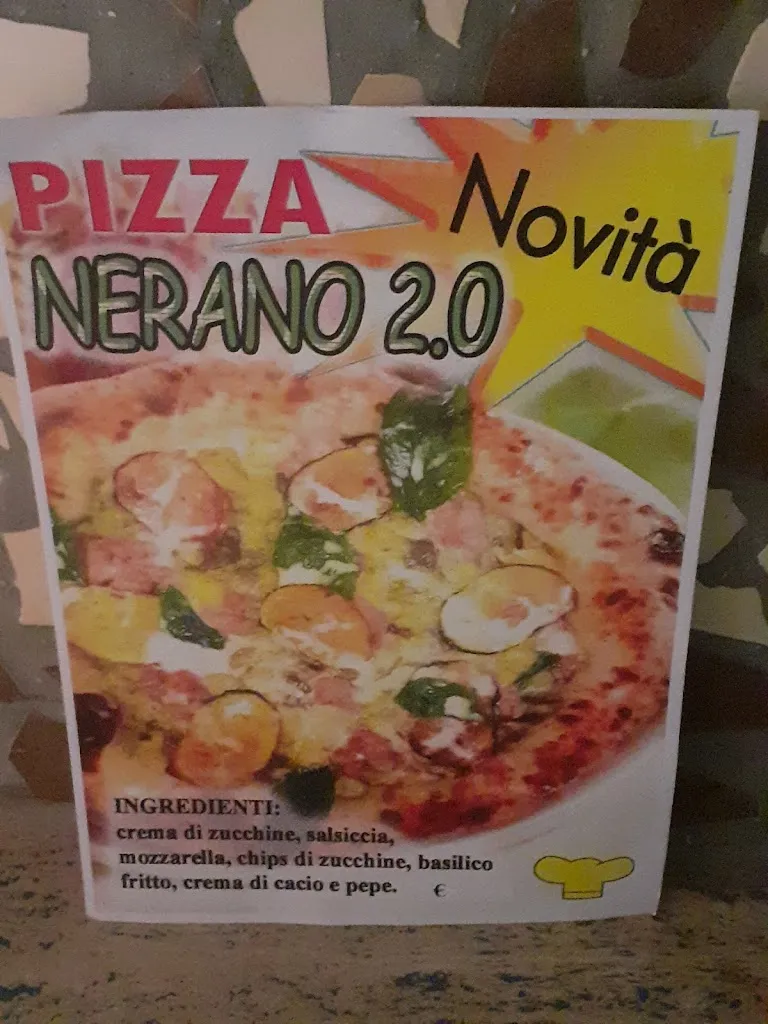 PIZZA
Novità
NERANO 2.0
INGREDIENTI:
crema di zucchine, salsiccia,
mozzarella, chips di zucchine, basilico
fritto, crema di cacio e pepe. €